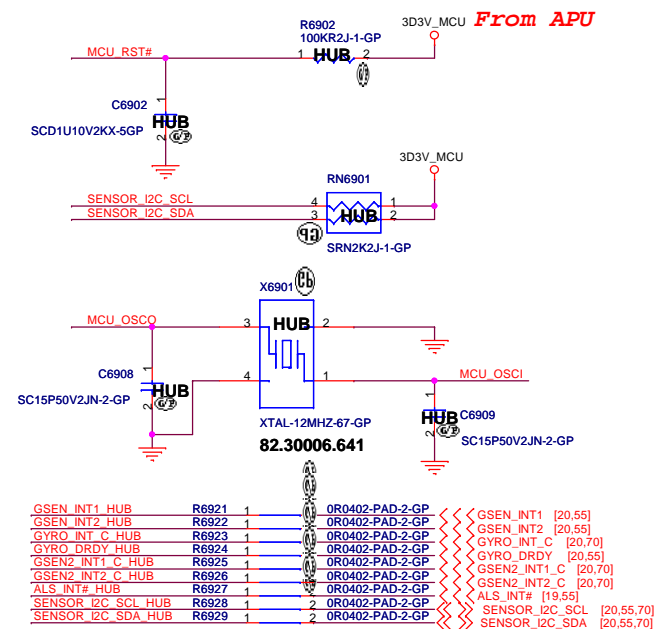 R6902
100KR2J-1-GP
3D3V_MCU From APU
MCU_RST# 1 HUB 2
C6902
SCD1U10V2KX-5GP
1
HUB
2
3D3V_MCU
RN6901
SENSOR_I2C_SCL 4 1
SENSOR_I2C_SDA 3 HUB 2
SRN2K2J-1-GP
X6901
MCU_OSCO 3 HUB 2
4 1 MCU_OSCI
C6908
1
HUB
2
SC15P50V2JN-2-GP
XTAL-12MHZ-67-GP
82.30006.641
1
HUB
2
C6909
SC15P50V2JN-2-GP
GSEN_INT1_HUB R6921 1 0R0402-PAD-2-GP GSEN_INT1 [20,55]
GSEN_INT2_HUB R6922 1 0R0402-PAD-2-GP GSEN_INT2 [20,55]
GYRO_INT_C_HUB R6923 1 0R0402-PAD-2-GP GYRO_INT_C [20,70]
GYRO_DRDY_HUB R6924 1 0R0402-PAD-2-GP GYRO_DRDY [20,55]
GSEN2_INT1_C_HUB R6925 1 0R0402-PAD-2-GP GSEN2_INT1_C [20,70]
GSEN2_INT2_C_HUB R6926 1 0R0402-PAD-2-GP GSEN2_INT2_C [20,70]
ALS_INT#_HUB R6927 1 0R0402-PAD-2-GP ALS_INT# [19,55]
SENSOR_I2C_SCL_HUB R6928 1 2 0R0402-PAD-2-GP SENSOR_I2C_SCL [20,55,70]
SENSOR_I2C_SDA_HUB R6929 1 2 0R0402-PAD-2-GP SENSOR_I2C_SDA [20,55,70]